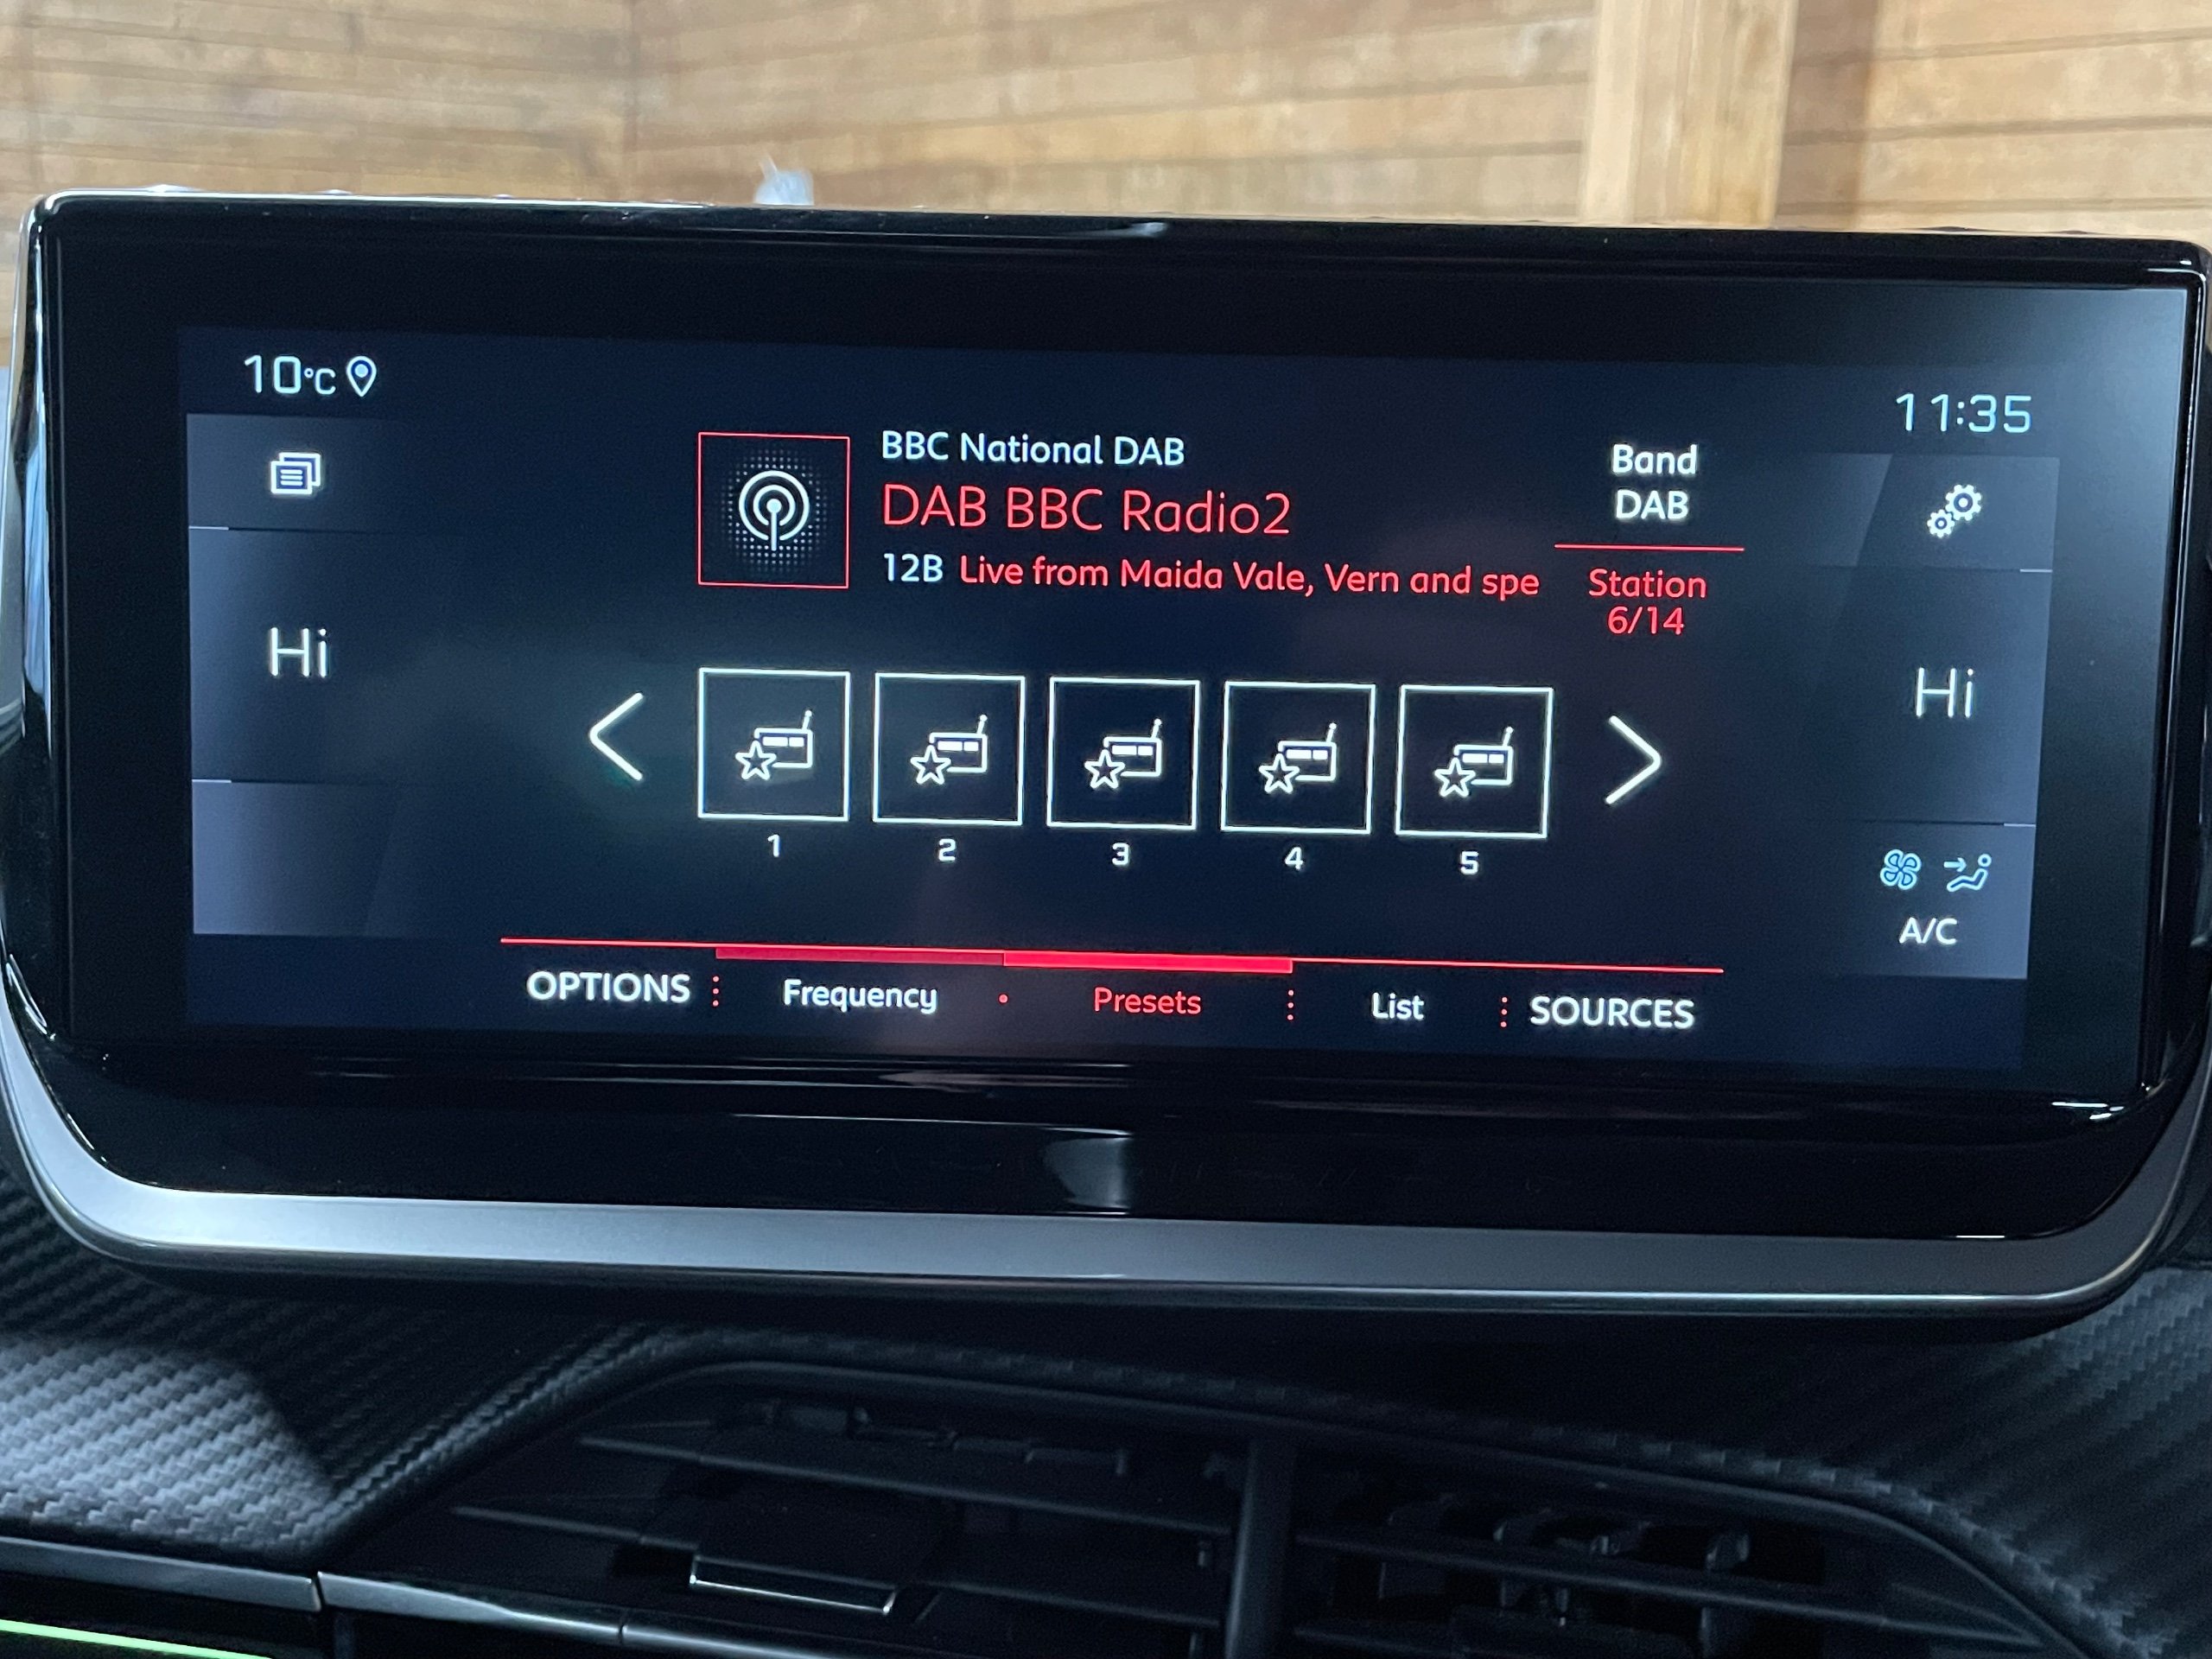 10°C
11:35
BBC National DAB
DAB BBC Radio2
12B Live from Maida Vale, Vern and spe
Band
DAB
Station
6/14
Hi
Hi
1 2 3 4 5
A/C
OPTIONS Frequency Presets List SOURCES